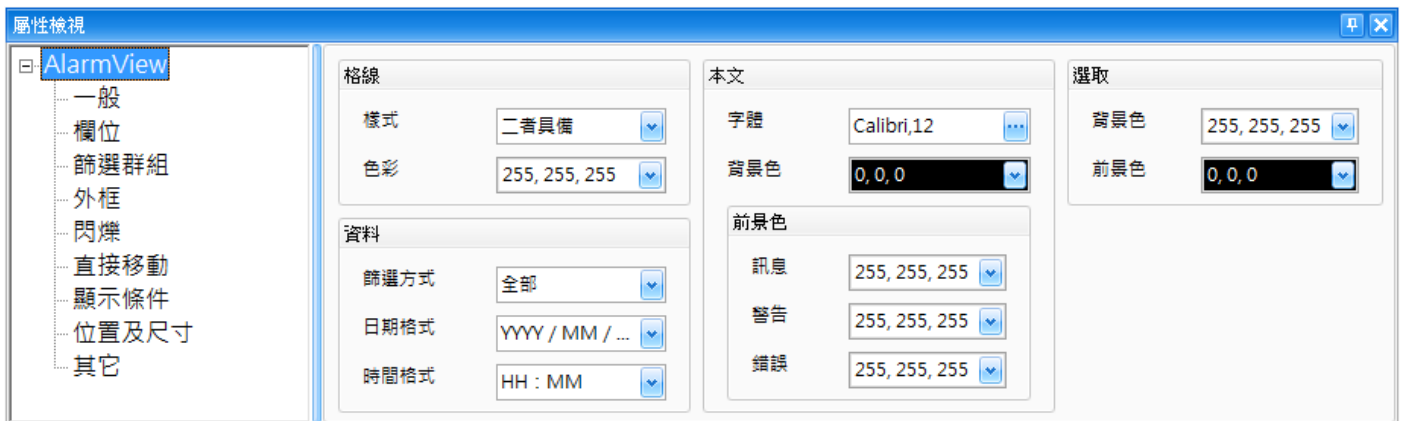 屬性檢視
AlarmView
一般
欄位
篩選群組
外框
閃爍
直接移動
顯示條件
位置及尺寸
其它
格線
樣式 二者具備
色彩 255, 255, 255
資料
篩選方式 全部
日期格式 YYYY / MM / ...
時間格式 HH : MM
本文
字體 Calibri,12
背景色 0, 0, 0
前景色
訊息 255, 255, 255
警告 255, 255, 255
錯誤 255, 255, 255
選取
背景色 255, 255, 255
前景色 0, 0, 0